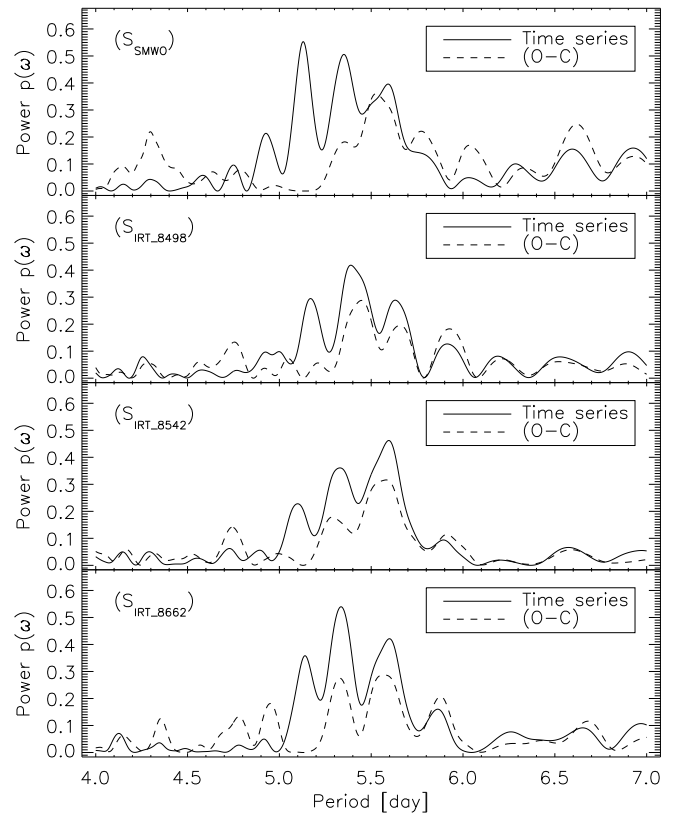 (S_SMWO)
Time series
(O−C)
0.6
0.5
0.4
0.3
0.2
0.1
0.0
Power p(ω)
(S_IRT_8498)
Time series
(O−C)
0.6
0.5
0.4
0.3
0.2
0.1
0.0
Power p(ω)
(S_IRT_8542)
Time series
(O−C)
0.6
0.5
0.4
0.3
0.2
0.1
0.0
Power p(ω)
(S_IRT_8662)
Time series
(O−C)
0.6
0.5
0.4
0.3
0.2
0.1
0.0
Power p(ω)
4.0 4.5 5.0 5.5 6.0 6.5 7.0
Period [day]